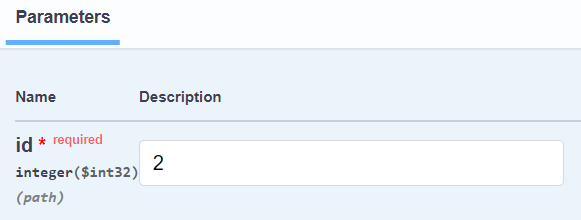 Parameters
Name Description
id * required
integer($int32)
2
(path)